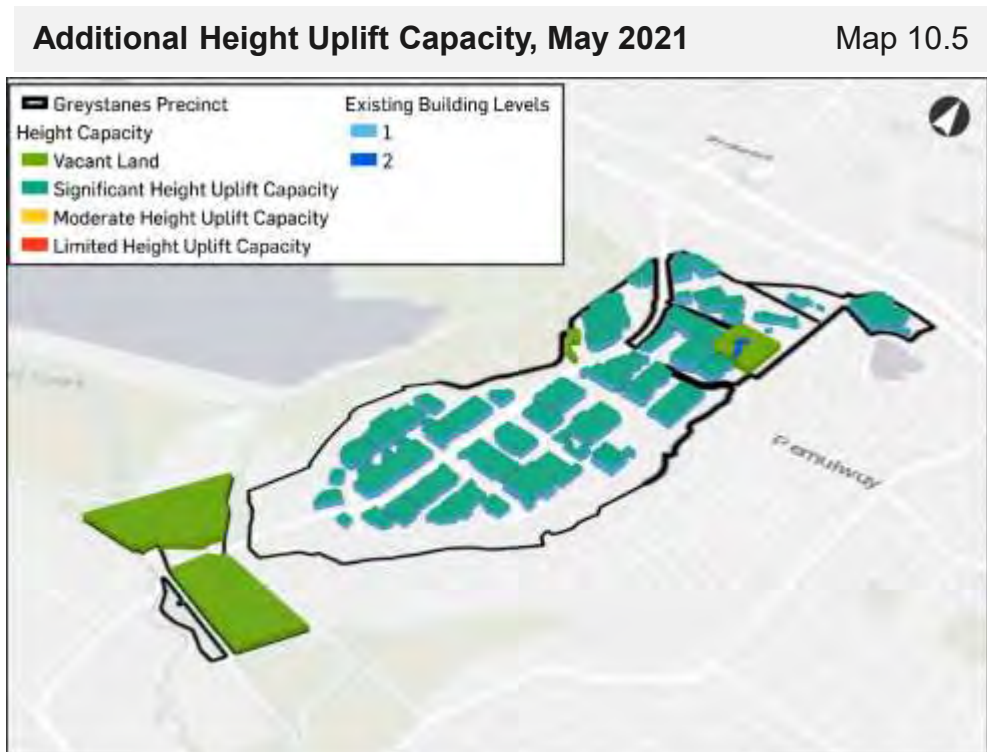 Additional Height Uplift Capacity, May 2021 Map 10.5
Greystanes Precinct
Existing Building Levels
Height Capacity
1
Vacant Land
2
Significant Height Uplift Capacity
Moderate Height Uplift Capacity
Limited Height Uplift Capacity
Pemulwuy